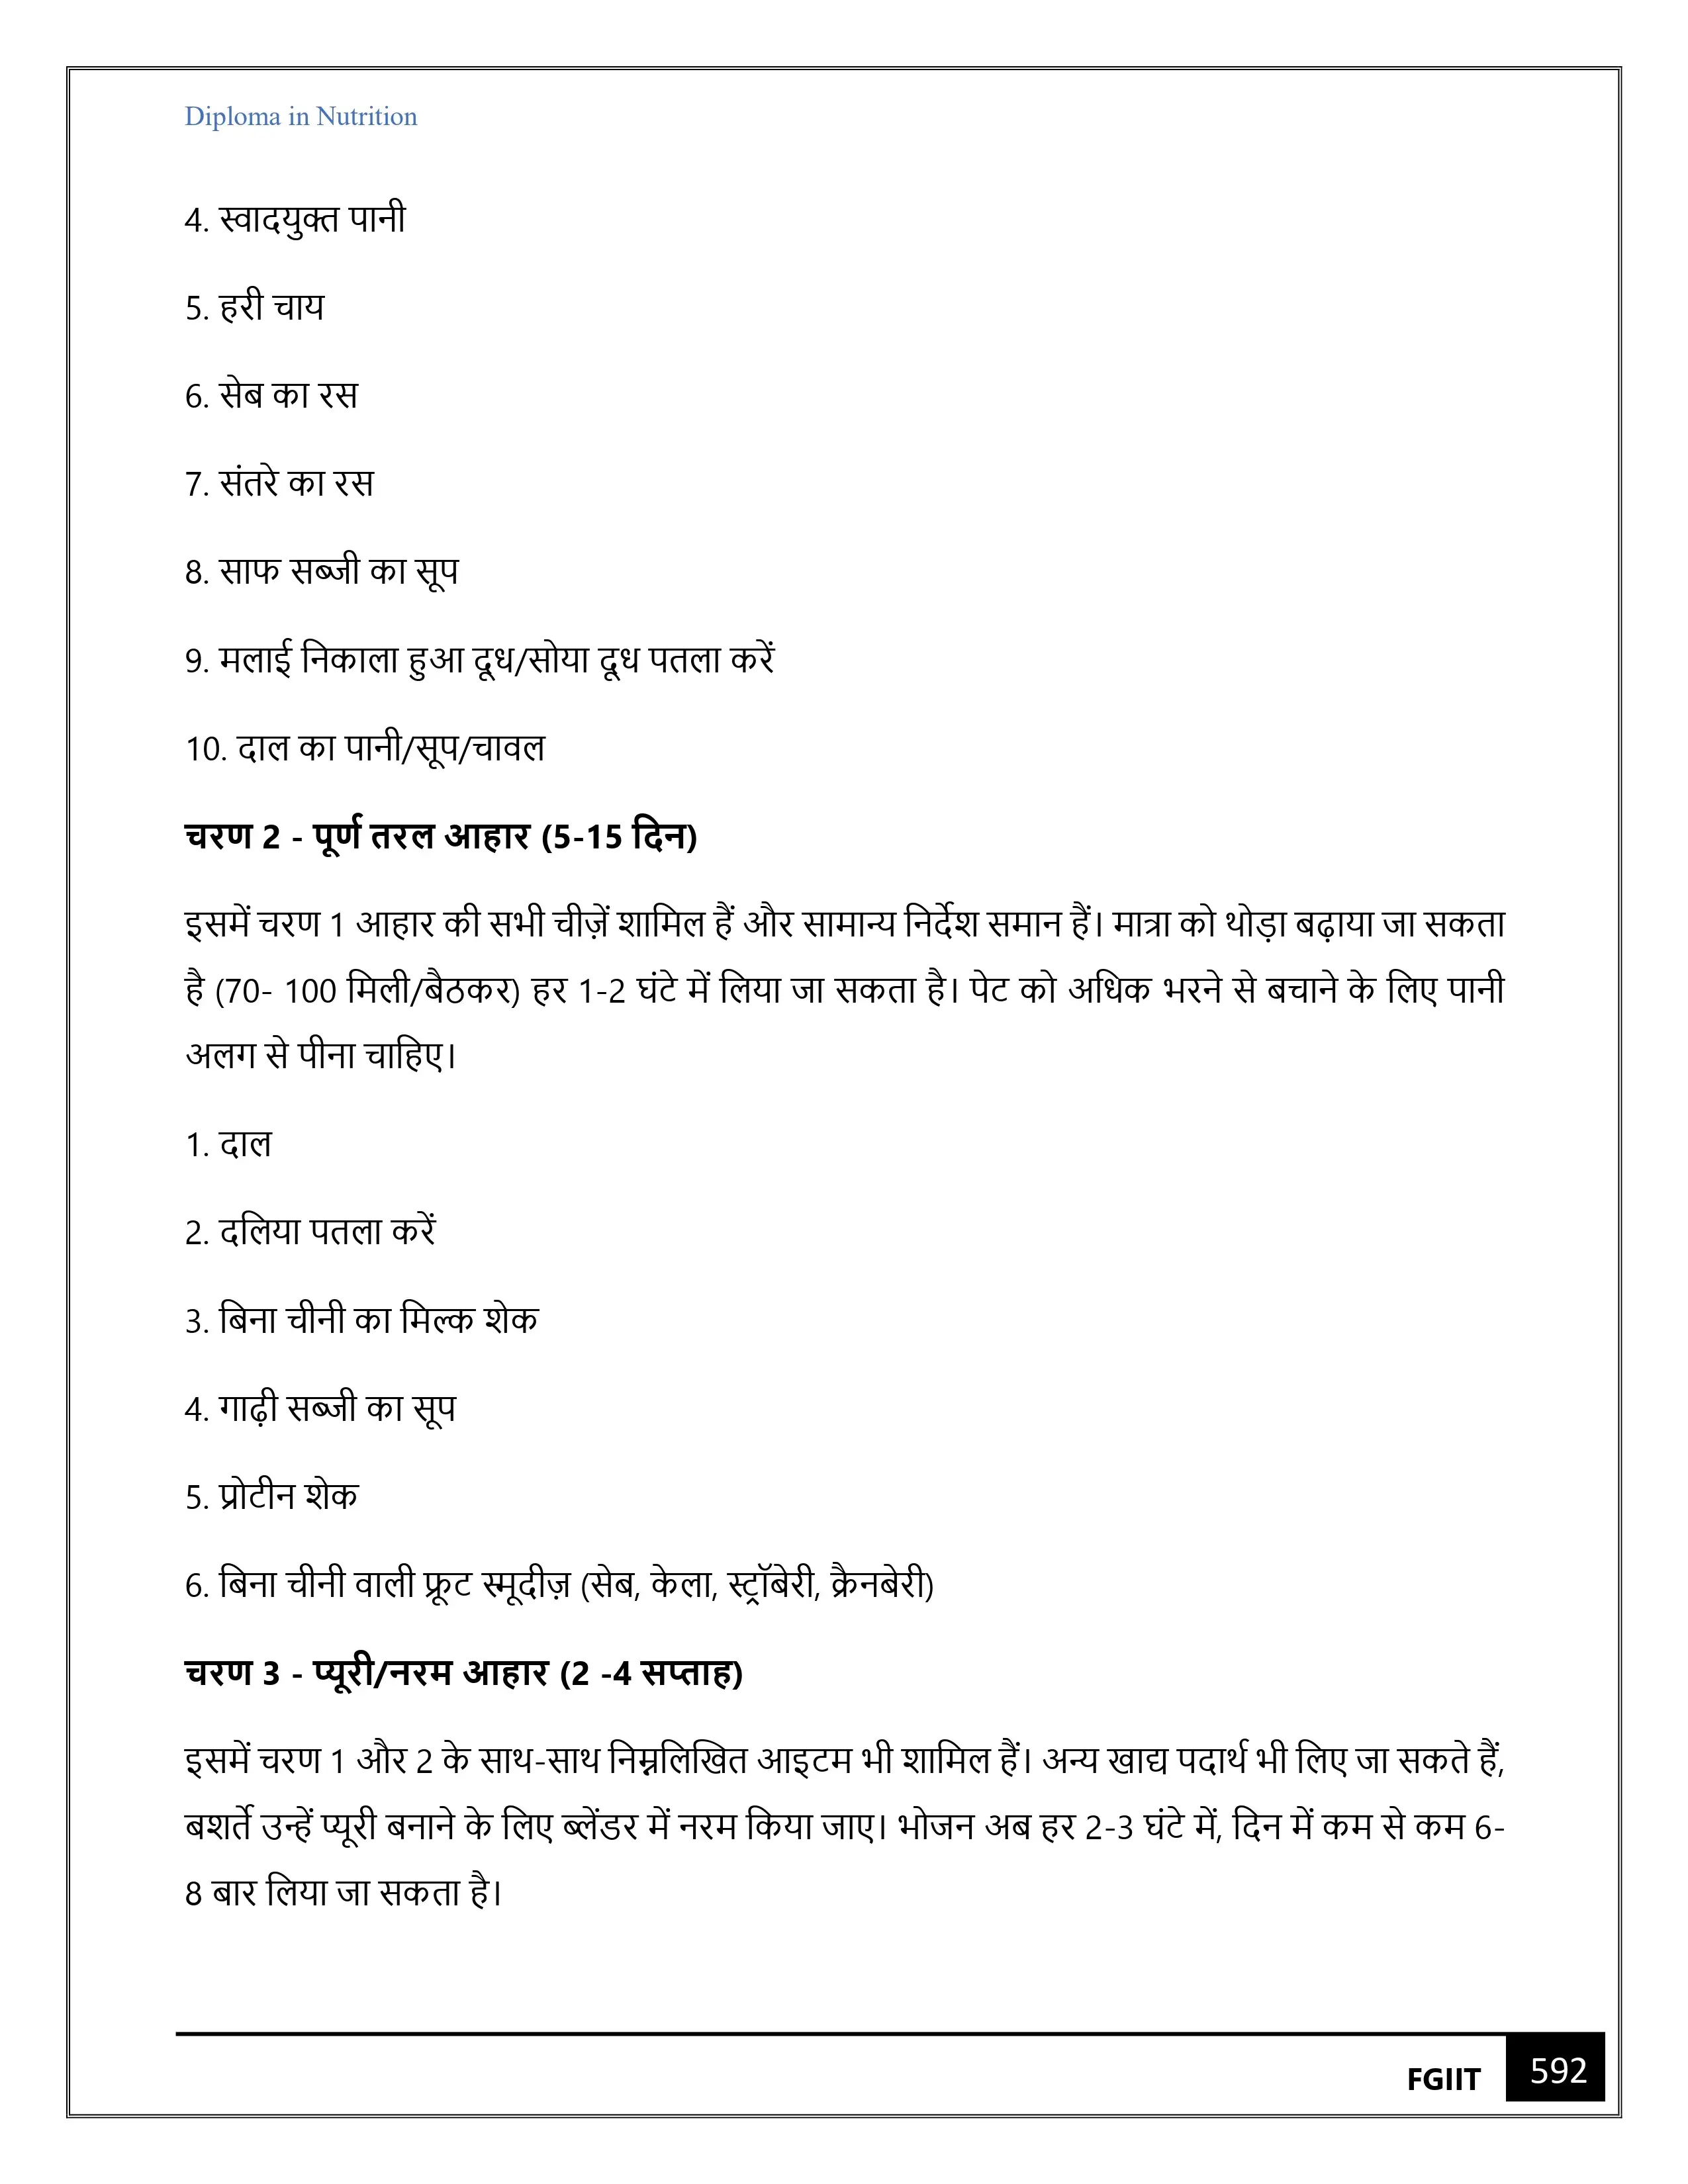 Diploma in Nutrition
4. स्वादयुक्त पानी
5. हरी चाय
6. सेब का रस
7. संतरे का रस
8. साफ सब्जी का सूप
9. मलाई निकाला हुआ दूध/सोया दूध पतला करें
10. दाल का पानी/सूप/चावल
चरण 2 - पूर्ण तरल आहार (5-15 दिन)
इसमें चरण 1 आहार की सभी चीज़ें शामिल हैं और सामान्य निर्देश समान हैं। मात्रा को थोड़ा बढ़ाया जा सकता
है (70- 100 मिली/बैठकर) हर 1-2 घंटे में लिया जा सकता है। पेट को अधिक भरने से बचाने के लिए पानी
अलग से पीना चाहिए।
1. दाल
2. दलिया पतला करें
3. बिना चीनी का मिल्क शेक
4. गाढ़ी सब्जी का सूप
5. प्रोटीन शेक
6. बिना चीनी वाली फ्रूट स्मूदीज़ (सेब, केला, स्ट्रॉबेरी, क्रैनबेरी)
चरण 3 - प्यूरी/नरम आहार (2 -4 सप्ताह)
इसमें चरण 1 और 2 के साथ-साथ निम्नलिखित आइटम भी शामिल हैं। अन्य खाद्य पदार्थ भी लिए जा सकते हैं,
बशर्ते उन्हें प्यूरी बनाने के लिए ब्लेंडर में नरम किया जाए। भोजन अब हर 2-3 घंटे में, दिन में कम से कम 6-
8 बार लिया जा सकता है।
FGIIT 592